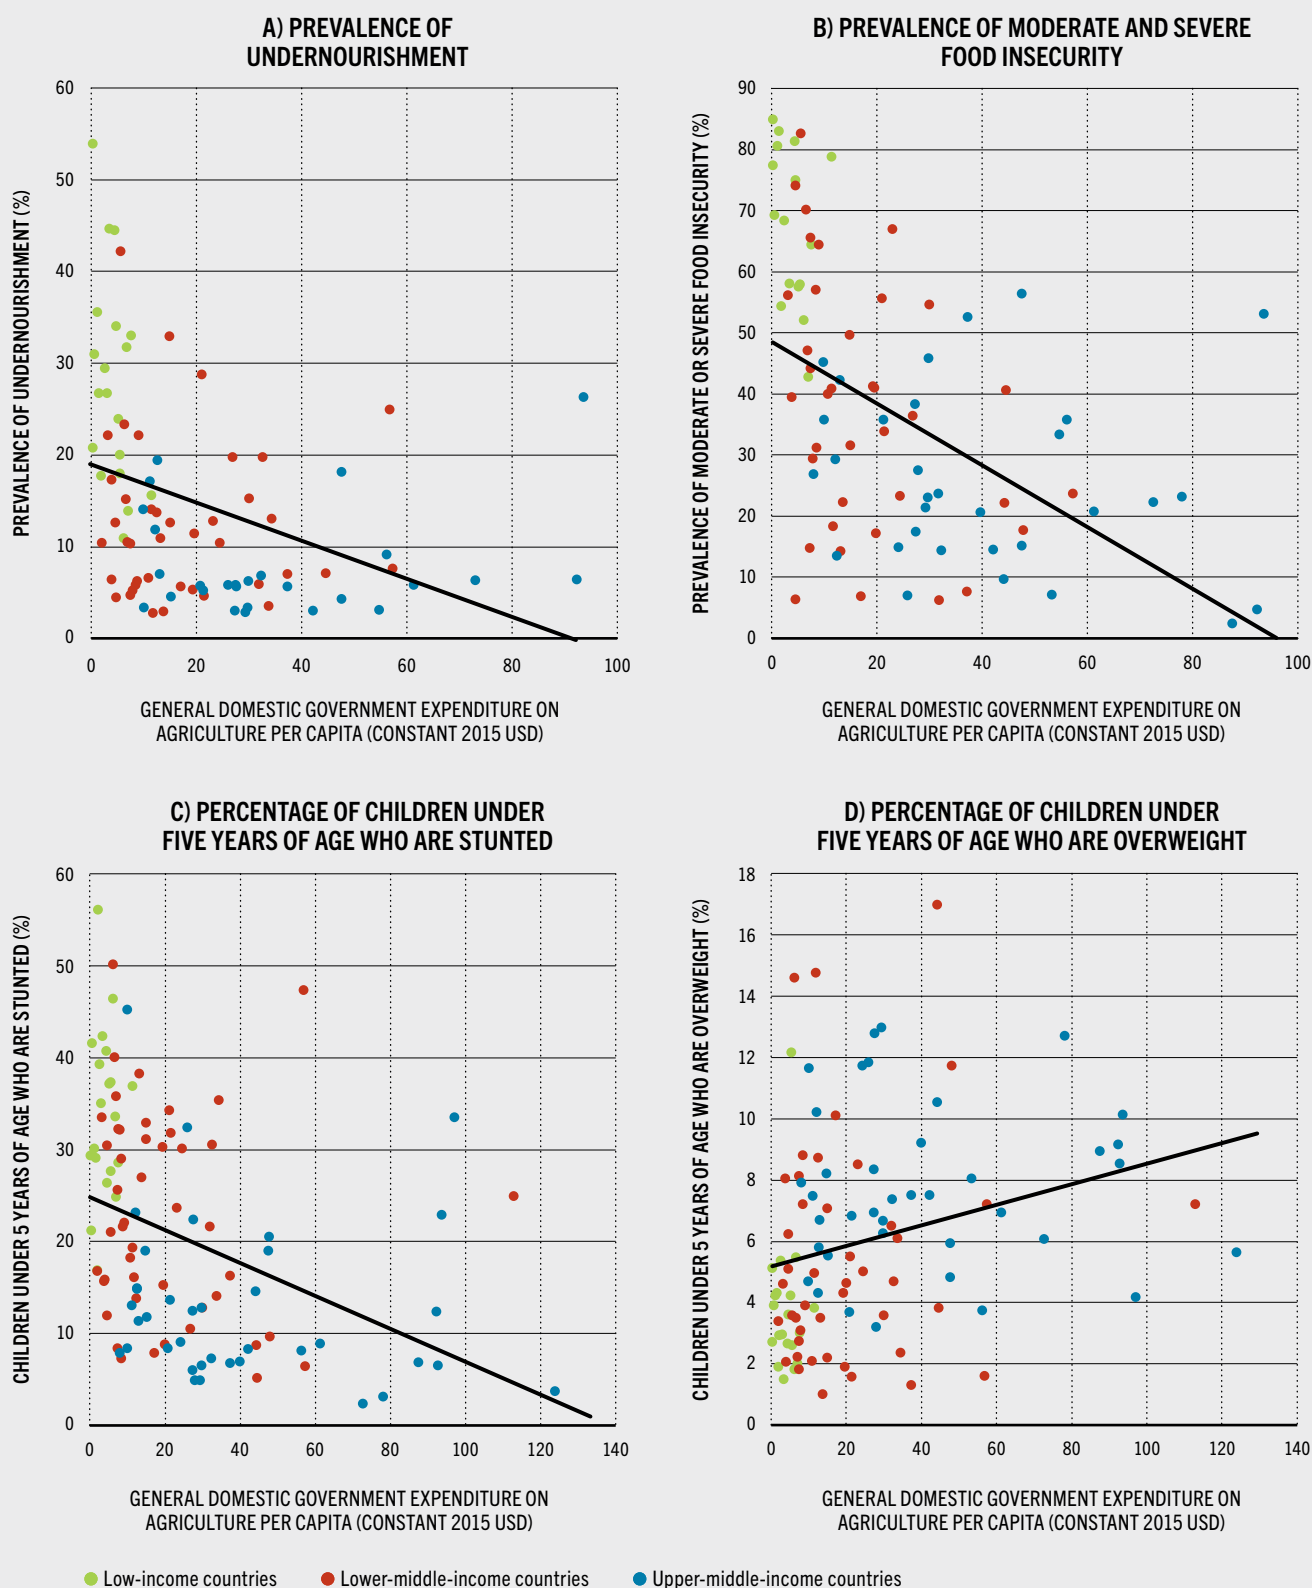 A) PREVALENCE OF
UNDERNOURISHMENT
PREVALENCE OF UNDERNOURISHMENT (%)
60
50
40
30
20
10
0
0 20 40 60 80 100
GENERAL DOMESTIC GOVERNMENT EXPENDITURE ON
AGRICULTURE PER CAPITA (CONSTANT 2015 USD)
B) PREVALENCE OF MODERATE AND SEVERE
FOOD INSECURITY
PREVALENCE OF MODERATE OR SEVERE FOOD INSECURITY (%)
90
80
70
60
50
40
30
20
10
0
0 20 40 60 80 100
GENERAL DOMESTIC GOVERNMENT EXPENDITURE ON
AGRICULTURE PER CAPITA (CONSTANT 2015 USD)
C) PERCENTAGE OF CHILDREN UNDER
FIVE YEARS OF AGE WHO ARE STUNTED
CHILDREN UNDER 5 YEARS OF AGE WHO ARE STUNTED (%)
60
50
40
30
20
10
0
0 20 40 60 80 100 120 140
GENERAL DOMESTIC GOVERNMENT EXPENDITURE ON
AGRICULTURE PER CAPITA (CONSTANT 2015 USD)
D) PERCENTAGE OF CHILDREN UNDER
FIVE YEARS OF AGE WHO ARE OVERWEIGHT
CHILDREN UNDER 5 YEARS OF AGE WHO ARE OVERWEIGHT (%)
18
16
14
12
10
8
6
4
2
0
0 20 40 60 80 100 120 140
GENERAL DOMESTIC GOVERNMENT EXPENDITURE ON
AGRICULTURE PER CAPITA (CONSTANT 2015 USD)
Low-income countries Lower-middle-income countries Upper-middle-income countries